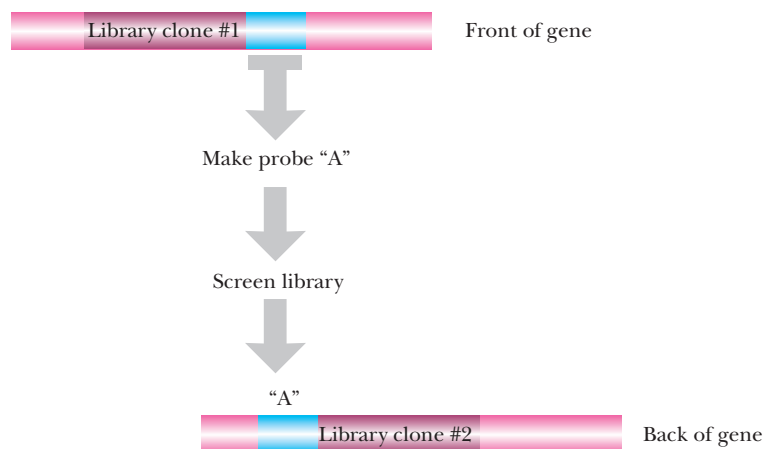 Library clone #1
Front of gene
Make probe “A”
Screen library
“A”
Library clone #2
Back of gene